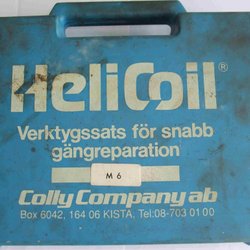 HeliCoil®
Verktygssats för snabb
gängreparation
M 6
Colly Company ab
Box 6042, 164 06 KISTA, Tel:08-703 01 00